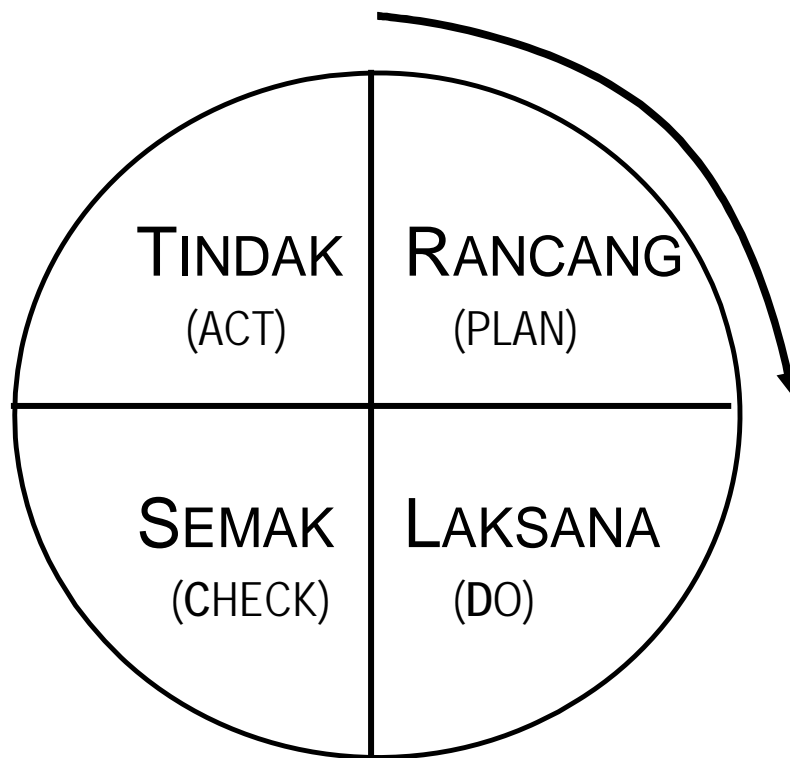 TINDAK
(ACT)
RANCANG
(PLAN)
SEMAK
(CHECK)
LAKSANA
(DO)